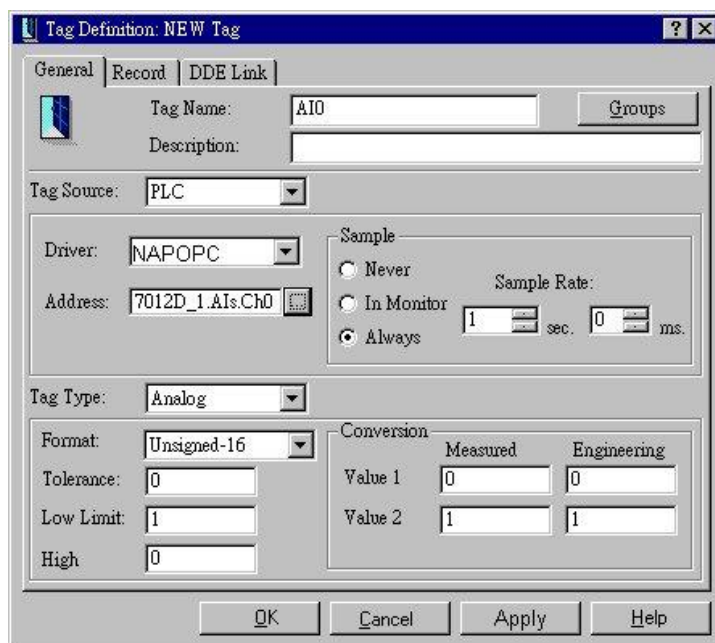 Tag Definition: NEW Tag
General Record DDE Link
Tag Name: AI0 Groups
Description:
Tag Source: PLC
Driver: NAPOPC
Address: 7012D_1.AIs.Ch0
Sample
Never
In Monitor
Always
Sample Rate:
1 sec. 0 ms.
Tag Type: Analog
Format: Unsigned-16
Tolerance: 0
Low Limit: 1
High 0
Conversion
Measured Engineering
Value 1 0 0
Value 2 1 1
OK Cancel Apply Help